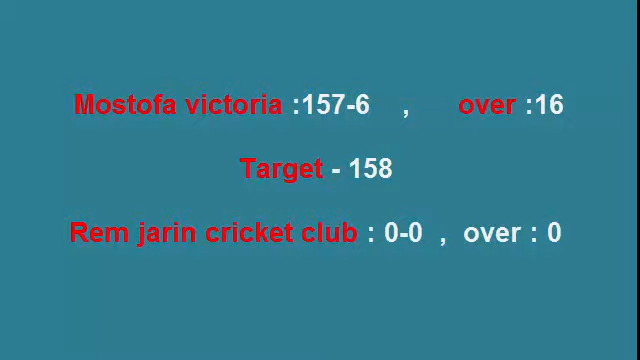 Mostofa victoria :157-6 , over :16
Target - 158
Rem jarin cricket club : 0-0 , over : 0